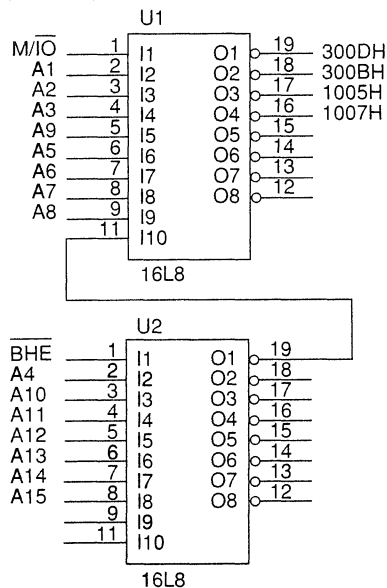 U1
M/IO 1 I1 O1 19 300DH
A1 2 I2 O2 18 300BH
A2 3 I3 O3 17 1005H
A3 4 I4 O4 16 1007H
A9 5 I5 O5 15
A5 6 I6 O6 14
A6 7 I7 O7 13
A7 8 I8 O8 12
A8 9 I9
11 I10
16L8
U2
BHE 1 I1 O1 19
A4 2 I2 O2 18
A10 3 I3 O3 17
A11 4 I4 O4 16
A12 5 I5 O5 15
A13 6 I6 O6 14
A14 7 I7 O7 13
A15 8 I8 O8 12
9 I9
11 I10
16L8